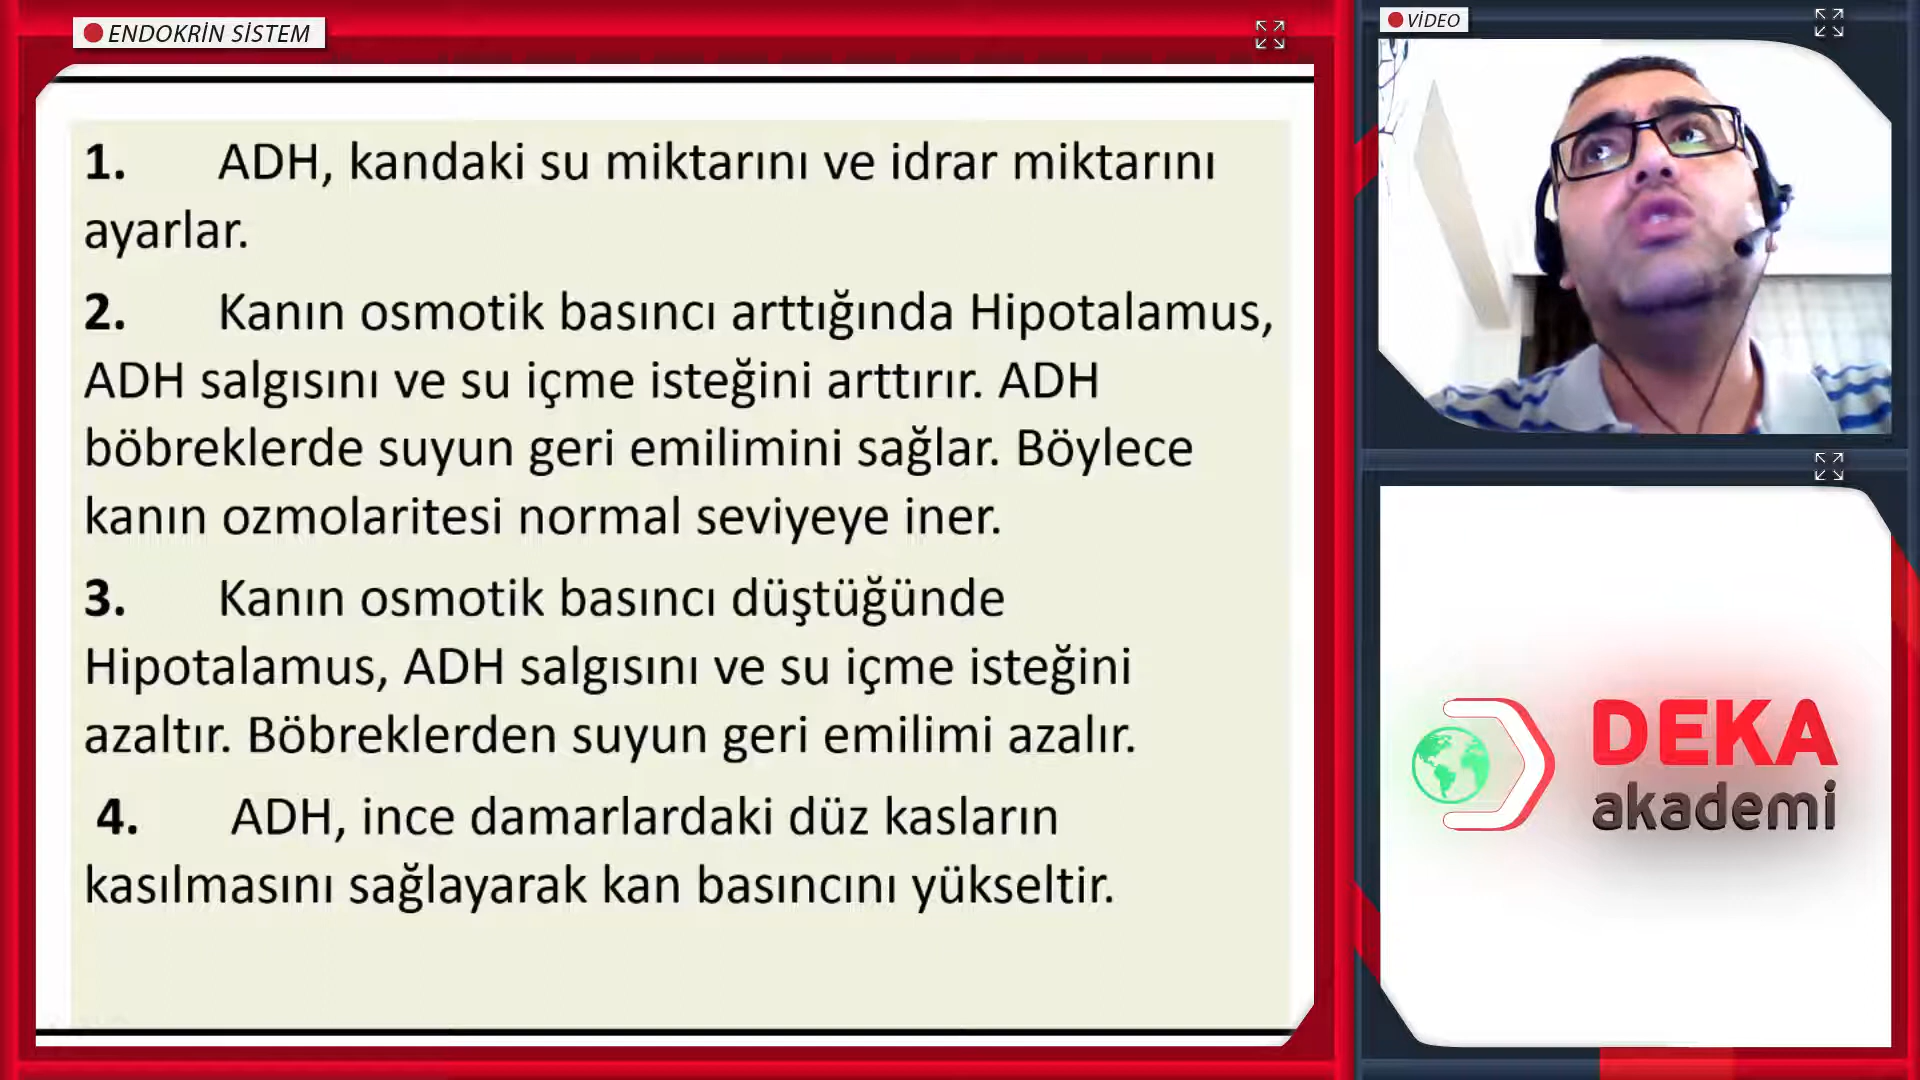 ENDOKRİN SİSTEM
1. ADH, kandaki su miktarını ve idrar miktarını
ayarlar.
2. Kanın osmotik basıncı arttığında Hipotalamus,
ADH salgısını ve su içme isteğini arttırır. ADH
böbreklerde suyun geri emilimini sağlar. Böylece
kanın ozmolaritesi normal seviyeye iner.
3. Kanın osmotik basıncı düştüğünde
Hipotalamus, ADH salgısını ve su içme isteğini
azaltır. Böbreklerden suyun geri emilimi azalır.
4. ADH, ince damarlardaki düz kasların
kasılmasını sağlayarak kan basıncını yükseltir.
VİDEO
DEKA
akademi